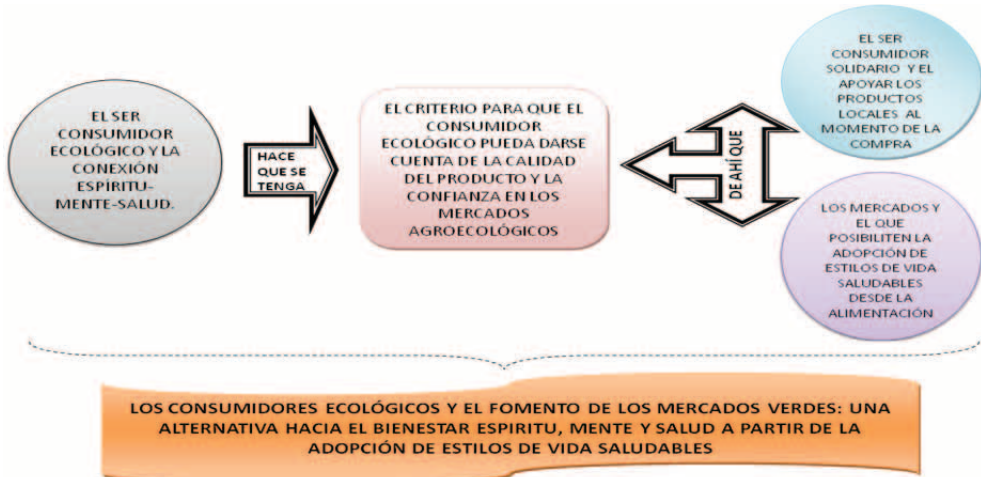 EL SER
CONSUMIDOR
ECOLÓGICO Y LA
CONEXIÓN
ESPÍRITU-
MENTE-SALUD.
HACE
QUE SE
TENGA
EL CRITERIO PARA QUE EL
CONSUMIDOR
ECOLÓGICO PUEDA DARSE
CUENTA DE LA CALIDAD
DEL PRODUCTO Y LA
CONFIANZA EN LOS
MERCADOS
AGROECOLÓGICOS
DE AHÍ QUE
EL SER
CONSUMIDOR
SOLIDARIO Y EL
APOYAR LOS
PRODUCTOS
LOCALES AL
MOMENTO DE LA
COMPRA
LOS MERCADOS Y
EL QUE
POSIBILITEN LA
ADOPCIÓN DE
ESTILOS DE VIDA
SALUDABLES
DESDE LA
ALIMENTACIÓN
LOS CONSUMIDORES ECOLÓGICOS Y EL FOMENTO DE LOS MERCADOS VERDES: UNA
ALTERNATIVA HACIA EL BIENESTAR ESPIRITU, MENTE Y SALUD A PARTIR DE LA
ADOPCIÓN DE ESTILOS DE VIDA SALUDABLES